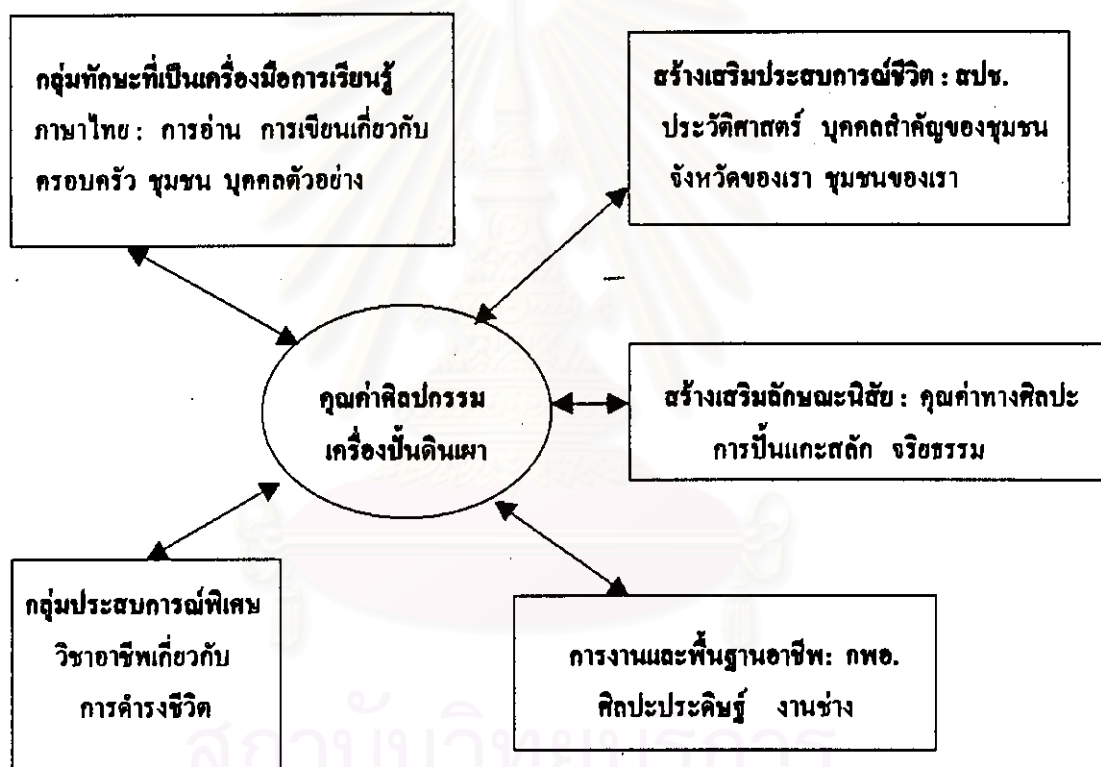 กลุ่มทักษะที่เป็นเครื่องมือการเรียนรู้
ภาษาไทย : การอ่าน การเขียนเกี่ยวกับ
ครอบครัว ชุมชน บุคคลตัวอย่าง
สร้างเสริมประสบการณ์ชีวิต : สปช.
ประวัติศาสตร์ บุคคลสำคัญของชุมชน
จังหวัดของเรา ชุมชนของเรา
คุณค่าศิลปกรรม
เครื่องปั้นดินเผา
สร้างเสริมลักษณะนิสัย : คุณค่าทางศิลปะ
การปั้นแกะสลัก จริยธรรม
กลุ่มประสบการณ์พิเศษ
วิชาอาชีพเกี่ยวกับ
การดำรงชีวิต
การงานและพื้นฐานอาชีพ: กพอ.
ศิลปะประดิษฐ์ งานช่าง
สถาบันวิทยบริการ